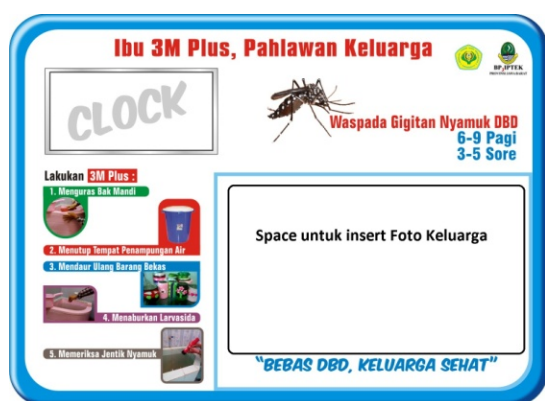 Ibu 3M Plus, Pahlawan Keluarga
BP3IPTEK
CLOCK
Waspada Gigitan Nyamuk DBD
6-9 Pagi
3-5 Sore
Lakukan 3M Plus :
1. Menguras Bak Mandi
2. Menutup Tempat Penampungan Air
3. Mendaur Ulang Barang Bekas
4. Menaburkan Larvasida
5. Memeriksa Jentik Nyamuk
Space untuk insert Foto Keluarga
"BEBAS DBD, KELUARGA SEHAT"